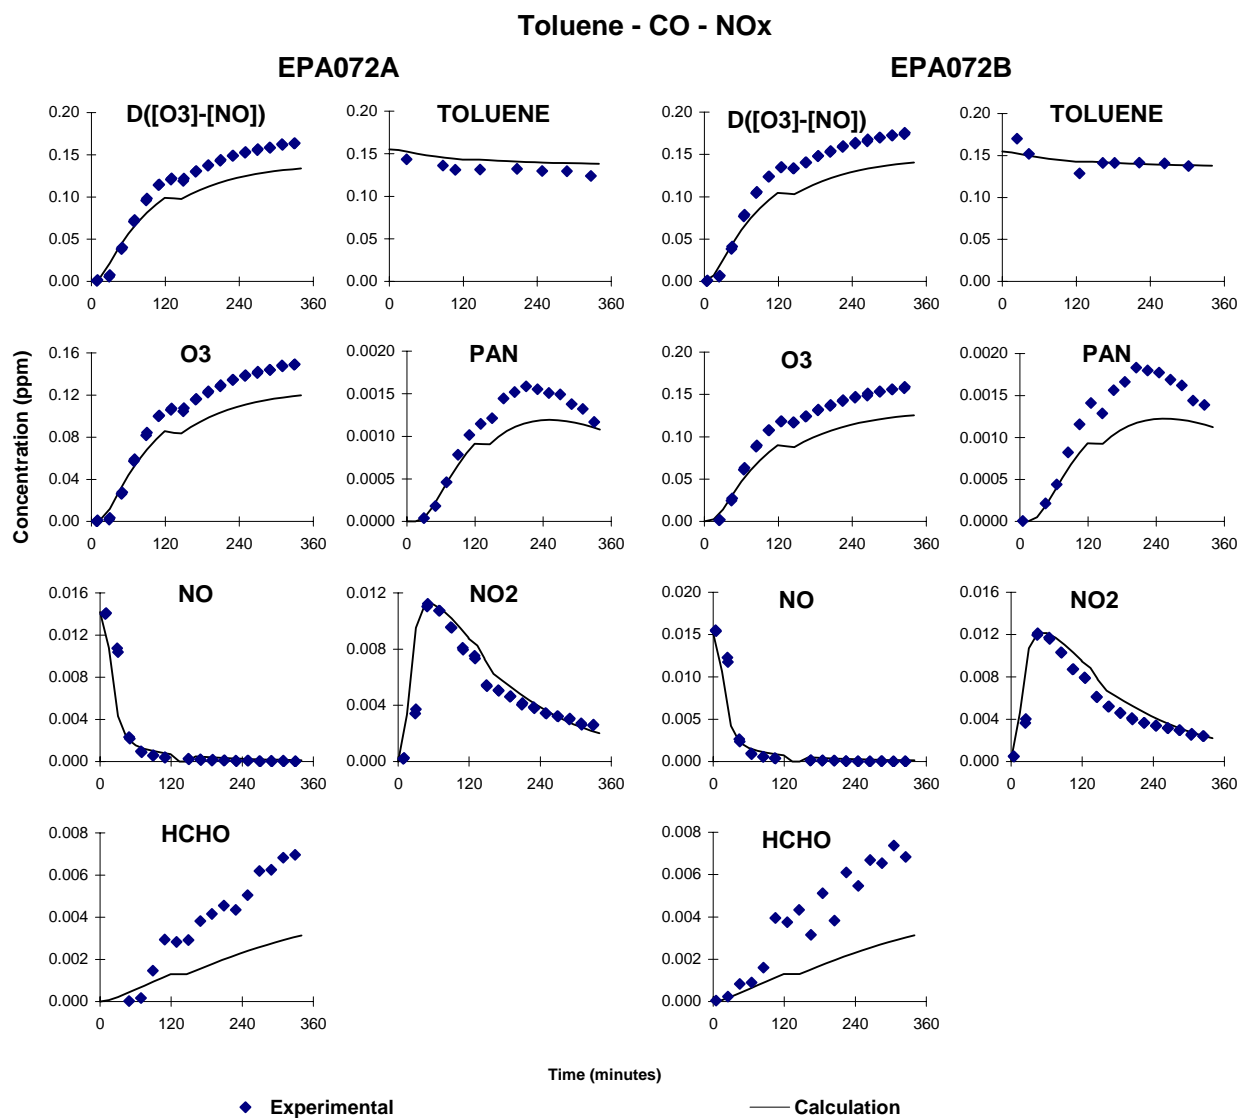 Toluene - CO - NOx
EPA072A
EPA072B
D([O3]-[NO])
0.20
0.15
0.10
0.05
0.00
0 120 240 360
TOLUENE
0.20
0.15
0.10
0.05
0.00
0 120 240 360
D([O3]-[NO])
0.20
0.15
0.10
0.05
0.00
0 120 240 360
TOLUENE
0.20
0.15
0.10
0.05
0.00
0 120 240 360
Concentration (ppm)
O3
0.16
0.12
0.08
0.04
0.00
0 120 240 360
PAN
0.0020
0.0015
0.0010
0.0005
0.0000
0 120 240 360
O3
0.20
0.15
0.10
0.05
0.00
0 120 240 360
PAN
0.0020
0.0015
0.0010
0.0005
0.0000
0 120 240 360
NO
0.016
0.012
0.008
0.004
0.000
0 120 240 360
NO2
0.012
0.008
0.004
0.000
0 120 240 360
NO
0.020
0.015
0.010
0.005
0.000
0 120 240 360
NO2
0.016
0.012
0.008
0.004
0.000
0 120 240 360
HCHO
0.008
0.006
0.004
0.002
0.000
0 120 240 360
HCHO
0.008
0.006
0.004
0.002
0.000
0 120 240 360
Time (minutes)
Experimental
Calculation